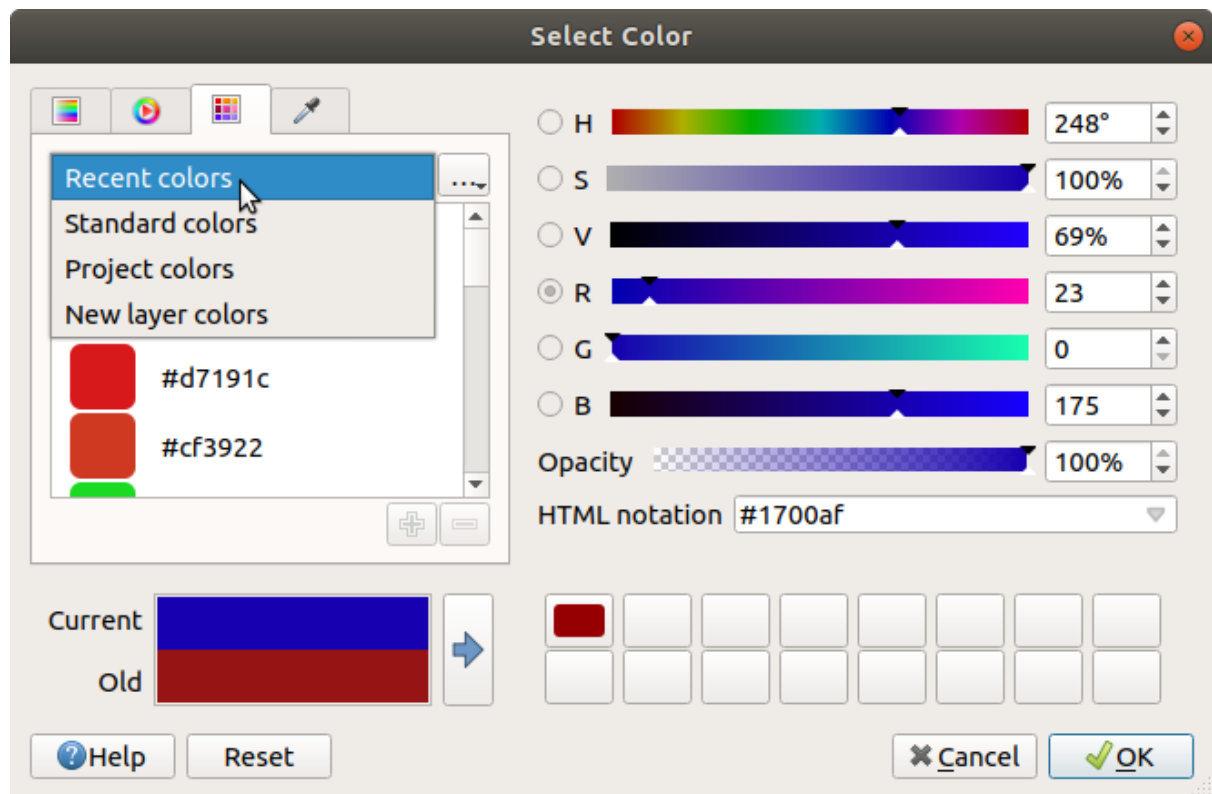 Select Color
Recent colors
...
Standard colors
Project colors
New layer colors
#d7191c
#cf3922
H 248°
S 100%
V 69%
R 23
G 0
B 175
Opacity 100%
HTML notation #1700af
Current
Old
Help
Reset
Cancel
OK